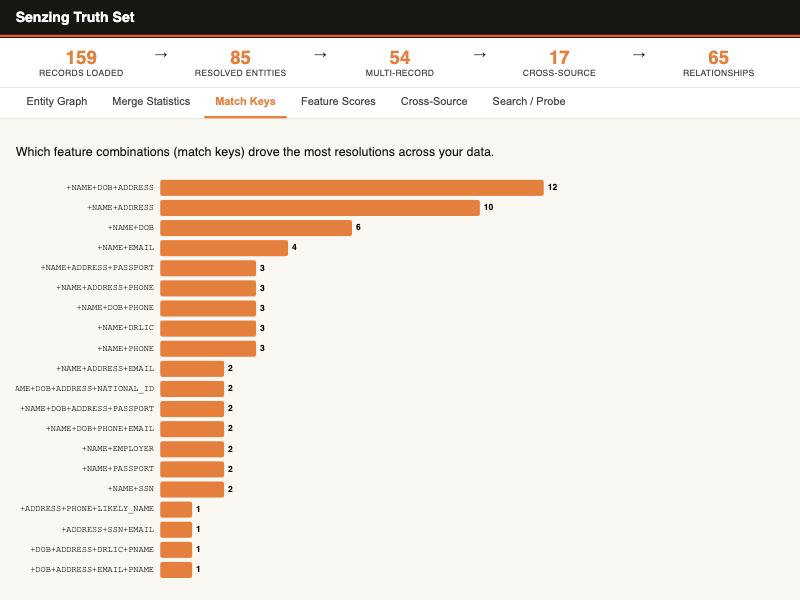 Senzing Truth Set
159 → 85 → 54 → 17 → 65
RECORDS LOADED RESOLVED ENTITIES MULTI-RECORD CROSS-SOURCE RELATIONSHIPS
Entity Graph Merge Statistics Match Keys Feature Scores Cross-Source Search / Probe
Which feature combinations (match keys) drove the most resolutions across your data.
+NAME+DOB+ADDRESS 12
+NAME+ADDRESS 10
+NAME+DOB 6
+NAME+EMAIL 4
+NAME+ADDRESS+PASSPORT 3
+NAME+ADDRESS+PHONE 3
+NAME+DOB+PHONE 3
+NAME+DRLIC 3
+NAME+PHONE 3
+NAME+ADDRESS+EMAIL 2
AME+DOB+ADDRESS+NATIONAL_ID 2
+NAME+DOB+ADDRESS+PASSPORT 2
+NAME+DOB+PHONE+EMAIL 2
+NAME+EMPLOYER 2
+NAME+PASSPORT 2
+NAME+SSN 2
+ADDRESS+PHONE+LIKELY_NAME 1
+ADDRESS+SSN+EMAIL 1
+DOB+ADDRESS+DRLIC+PNAME 1
+DOB+ADDRESS+EMAIL+PNAME 1